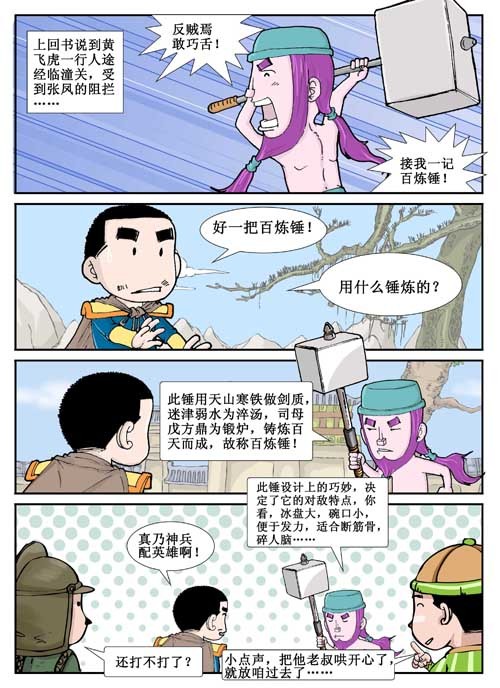 上回书说到黄
飞虎一行人途
经临潼关，受
到张凤的阻拦
……
反贼焉
敢巧舌！
接我一记
百炼锤！
好一把百炼锤！
用什么锤炼的？
此锤用天山寒铁做剑质，
迷津弱水为淬汤，司母
戊方鼎为锻炉，铸炼百
天而成，故称百炼锤！
此锤设计上的巧妙，决
定了它的对敌特点，你
看，冰盘大，碗口小，
便于发力，适合断筋骨，
碎人脑……
真乃神兵
配英雄啊！
还打不打了？
小点声，把他老叔哄开心了，
就放咱过去了……